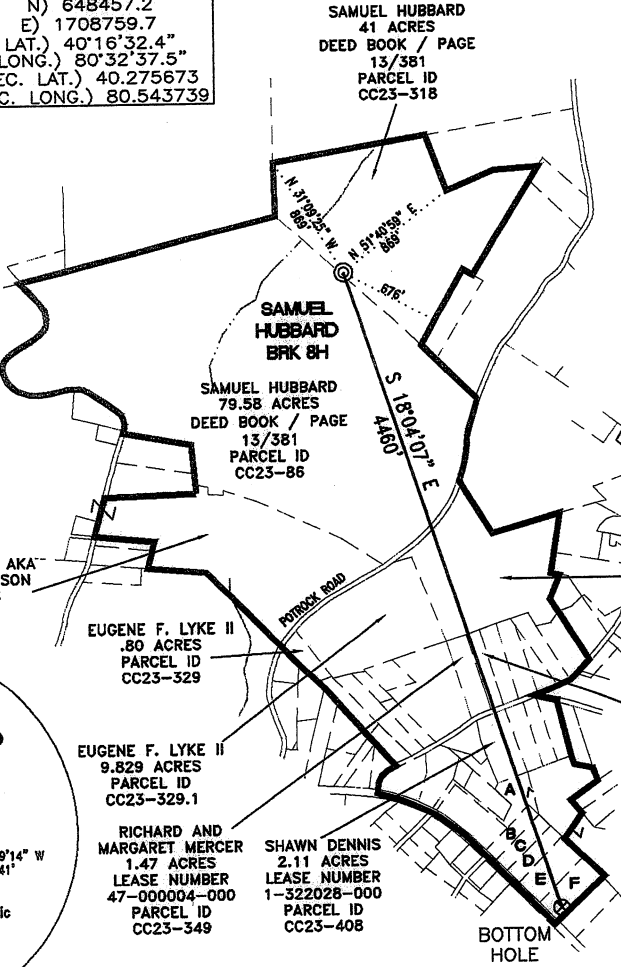 N) 648457.2
E) 1708759.7
LAT.) 40°16'32.4"
LONG.) 80°32'37.5"
EC. LAT.) 40.275673
C. LONG.) 80.543739
SAMUEL HUBBARD
41 ACRES
DEED BOOK / PAGE
13/381
PARCEL ID
CC23-318
N 31°09'25" W
869'
N 51°40'59" E
869'
676'
SAMUEL
HUBBARD
BRK 8H
S 18°04'07" E
4460'
SAMUEL HUBBARD
79.58 ACRES
DEED BOOK / PAGE
13/381
PARCEL ID
CC23-86
AKA
SON
POTROCK ROAD
EUGENE F. LYKE II
.80 ACRES
PARCEL ID
CC23-329
EUGENE F. LYKE II
9.829 ACRES
PARCEL ID
CC23-329.1
9'14" W
41'
ic
RICHARD AND
MARGARET MERCER
1.47 ACRES
LEASE NUMBER
47-000004-000
PARCEL ID
CC23-349
SHAWN DENNIS
2.11 ACRES
LEASE NUMBER
1-322028-000
PARCEL ID
CC23-408
A
B
C
D
E
F
BOTTOM
HOLE